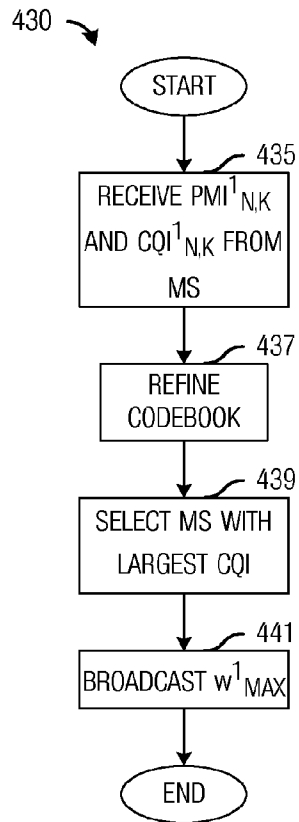 430
START
435
RECEIVE PMI¹N,K
AND CQI¹N,K FROM
MS
437
REFINE
CODEBOOK
439
SELECT MS WITH
LARGEST CQI
441
BROADCAST w¹MAX
END